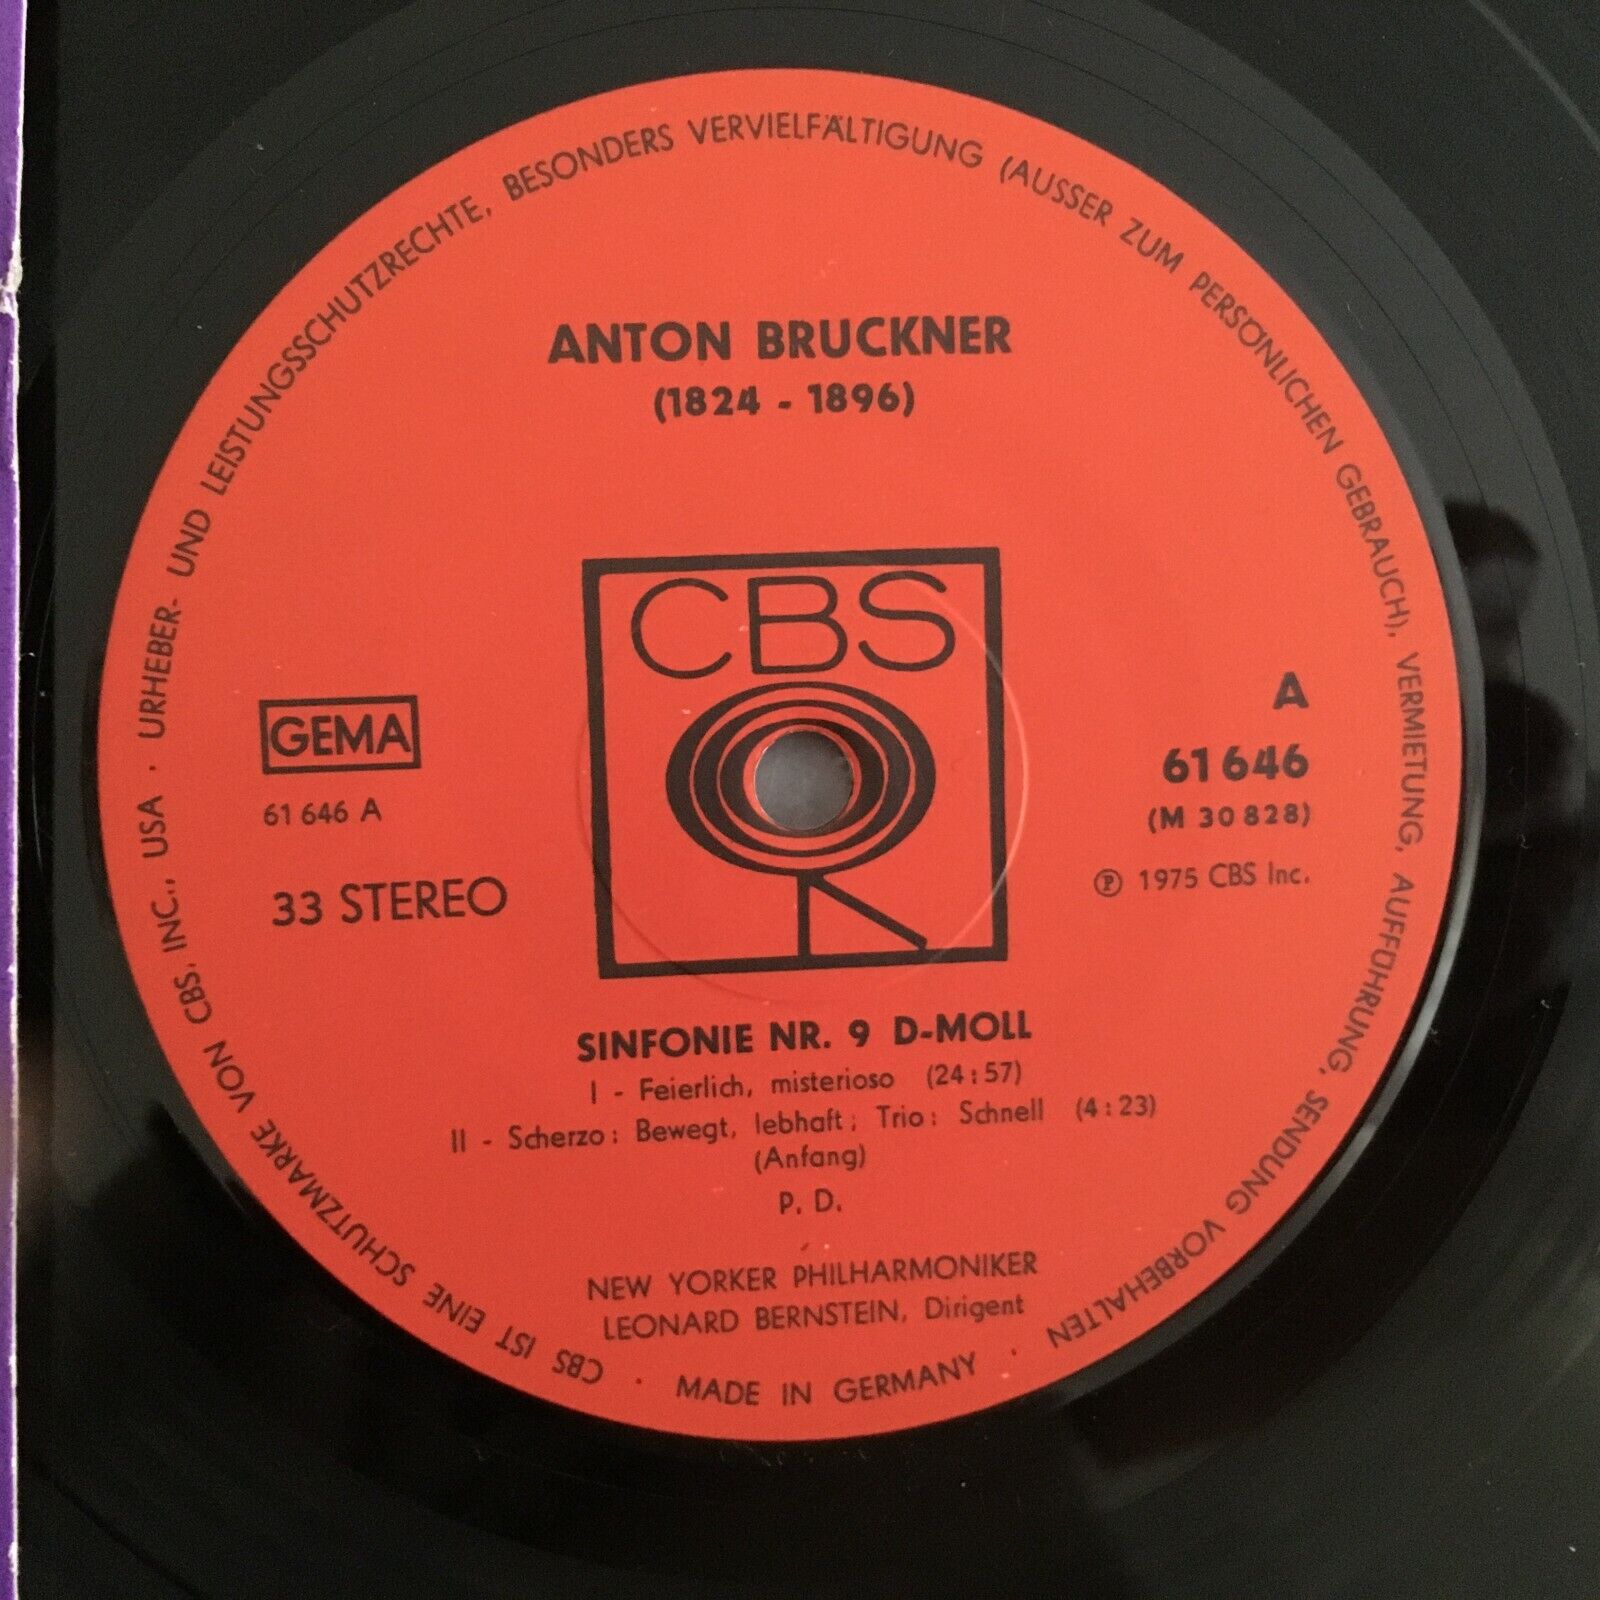 URHEBER- UND LEISTUNGSSCHUTZRECHTE, BESONDERS VERVIELFÄLTIGUNG (AUSSER ZUM PERSÖNLICHEN GEBRAUCH), VERMIETUNG, AUFFÜHRUNG, SENDUNG VORBEHALTEN ·
ANTON BRUCKNER
(1824 - 1896)
CBS
GEMA
61 646 A
33 STEREO
A
61 646
(M 30 828)
Ⓟ 1975 CBS Inc.
SINFONIE NR. 9 D-MOLL
I - Feierlich, misterioso (24:57)
II - Scherzo: Bewegt, lebhaft; Trio: Schnell (4:23)
(Anfang)
P. D.
NEW YORKER PHILHARMONIKER
LEONARD BERNSTEIN, Dirigent
MADE IN GERMANY ·
CBS IST EINE SCHUTZMARKE VON CBS, INC., USA ·